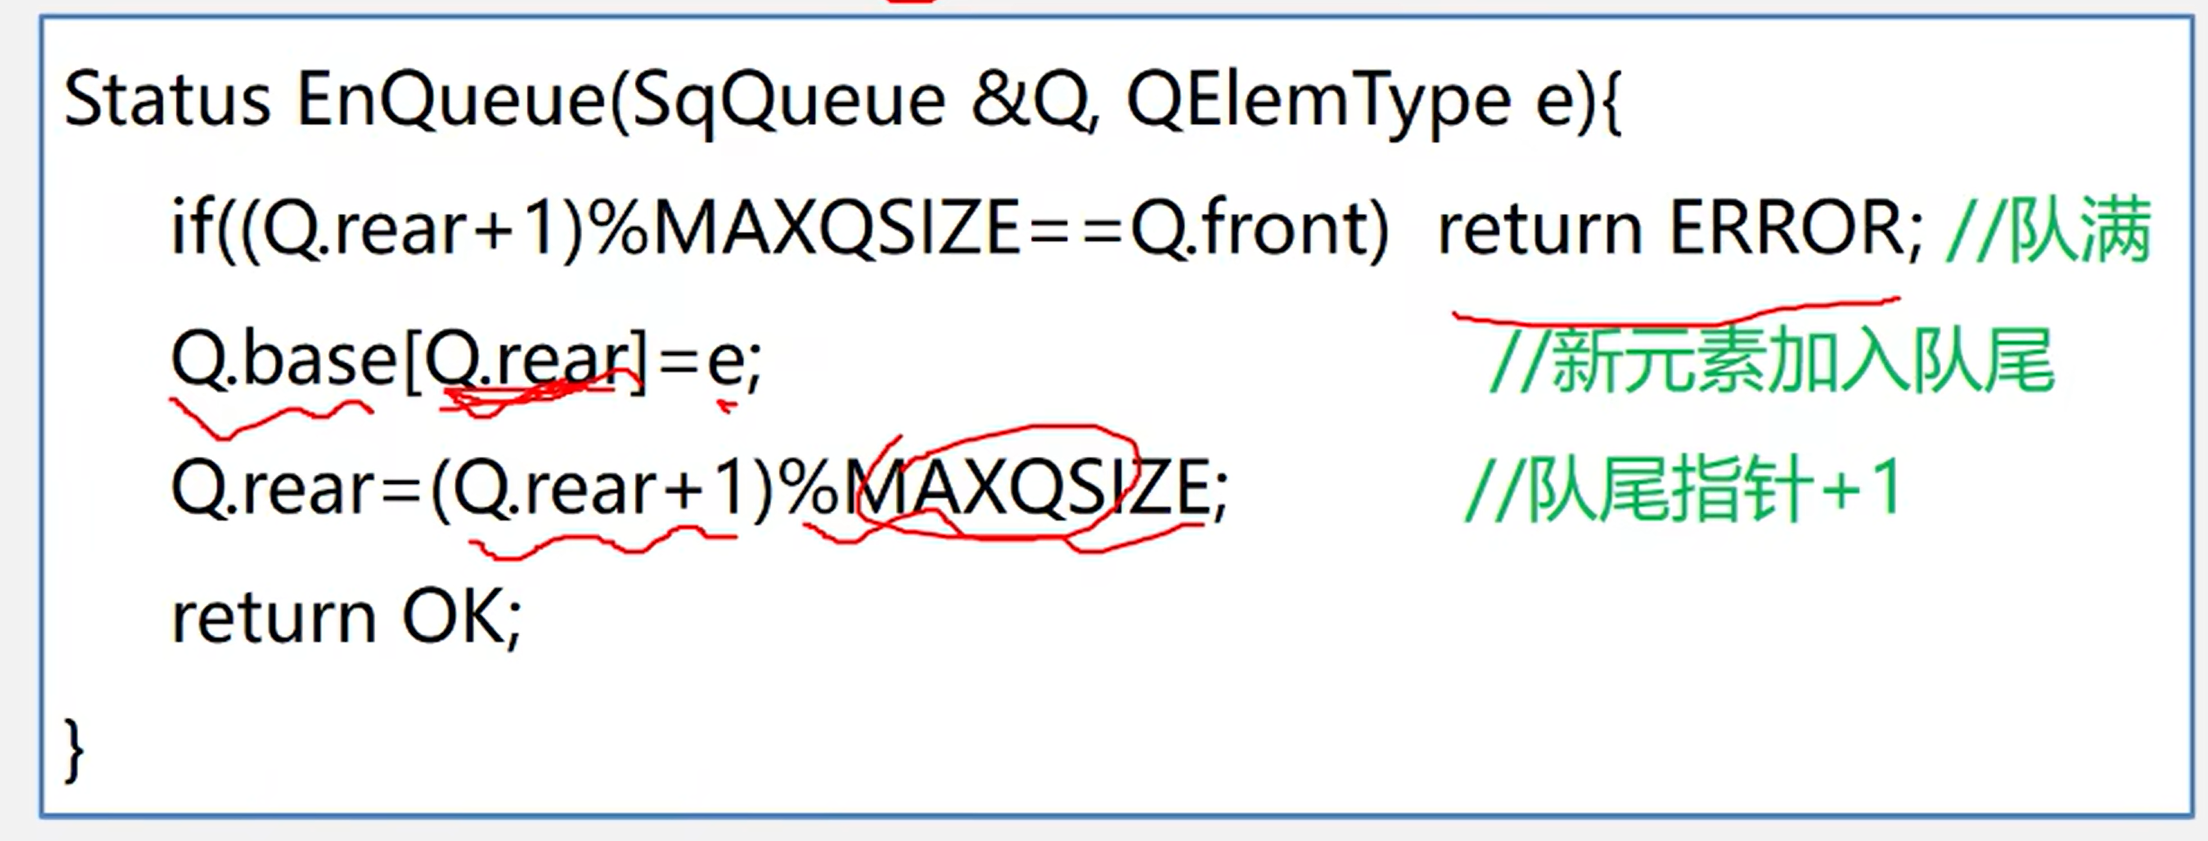 Status EnQueue(SqQueue &Q, QElemType e){
if((Q.rear+1)%MAXQSIZE==Q.front) return ERROR; //队满
Q.base[Q.rear]=e; //新元素加入队尾
Q.rear=(Q.rear+1)%MAXQSIZE; //队尾指针+1
return OK;
}